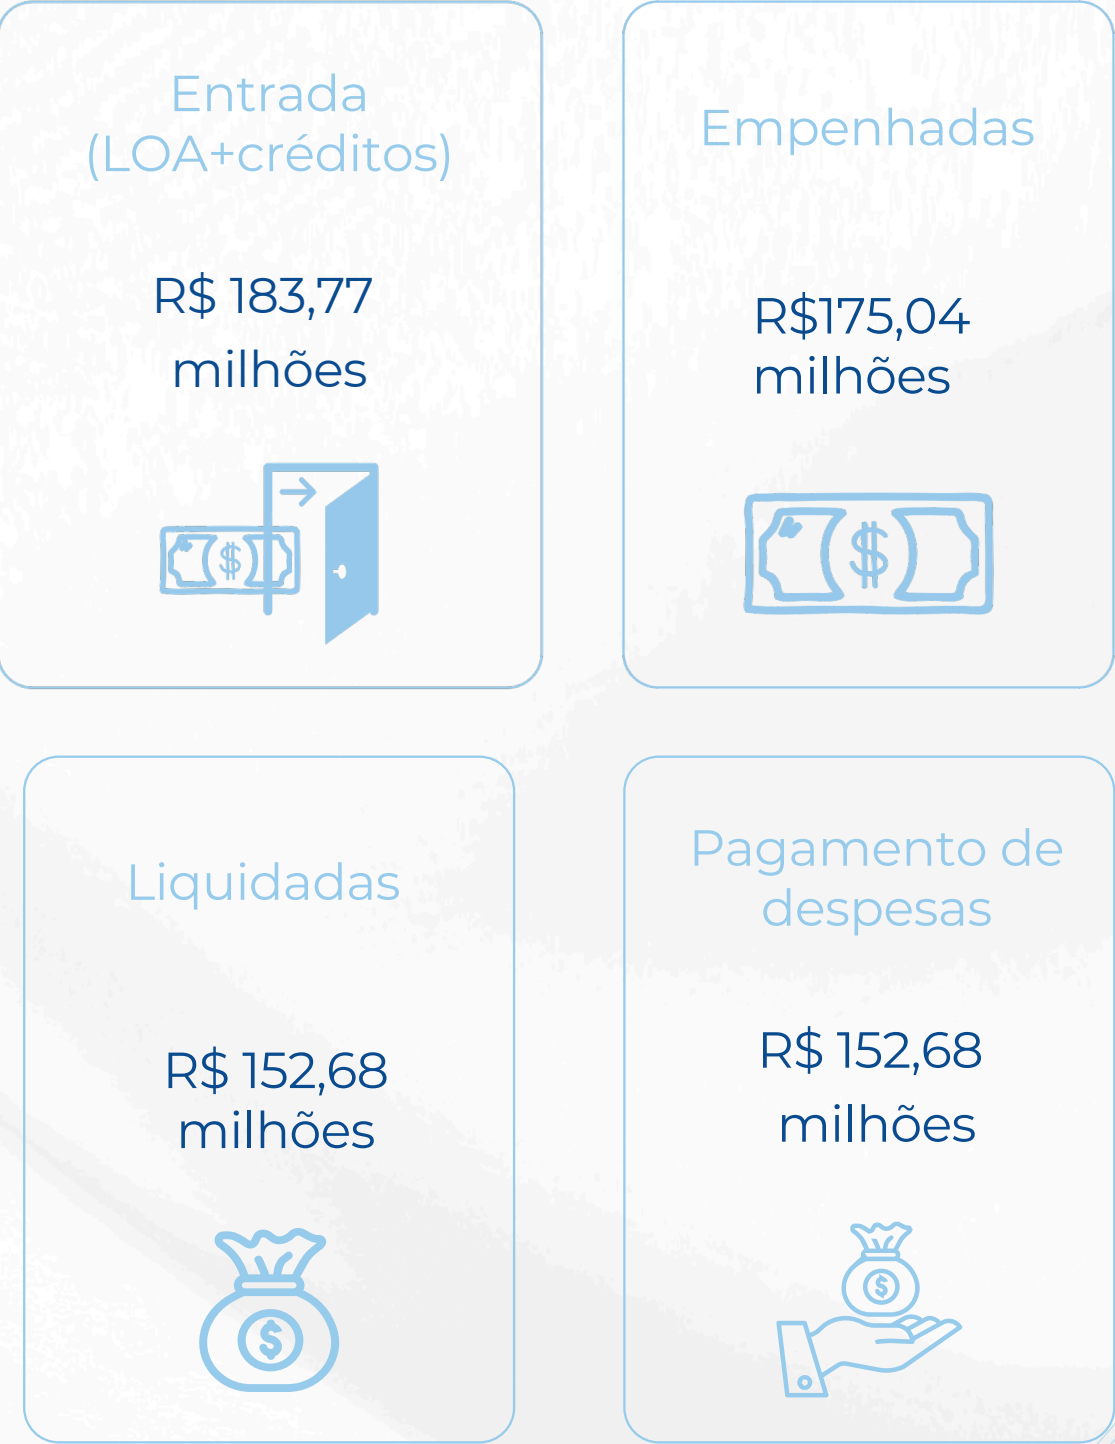 Entrada
(LOA+créditos)
R$ 183,77
milhões
Empenhadas
R$175,04
milhões
Liquidadas
R$ 152,68
milhões
Pagamento de
despesas
R$ 152,68
milhões